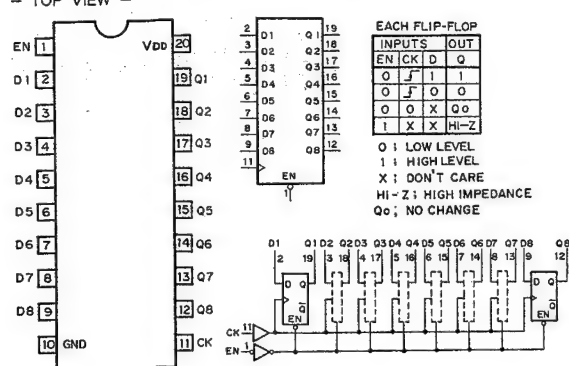 - TOP VIEW -
EN 1
VDD 20
D1 2
19 Q1
D2 3
18 Q2
D3 4
17 Q3
D4 5
16 Q4
D5 6
15 Q5
D6 7
14 Q6
D7 8
13 Q7
D8 9
12 Q8
10 GND
11 CK
2 D1 Q1 19
3 D2 Q2 18
4 D3 Q3 17
5 D4 Q4 16
6 D5 Q5 15
7 D6 Q6 14
8 D7 Q7 13
9 D8 Q8 12
11
EN
1
EACH FLIP-FLOP
INPUTS OUT
EN CK D Q
0 1 1
0 0 0
0 0 X Qo
1 X X HI-Z
0 ; LOW LEVEL
1 ; HIGH LEVEL
X ; DON'T CARE
HI-Z ; HIGH IMPEDANCE
Qo ; NO CHANGE
D1 Q1 D2 Q2 D3 Q3 D4 Q4 D5 Q5 D6 Q6 D7 Q7 D8 Q8
2 19 3 18 4 17 5 16 6 15 7 14 8 13 9 12
D Q
Q̅
EN
D Q
Q̅
EN
CK 11
EN 1